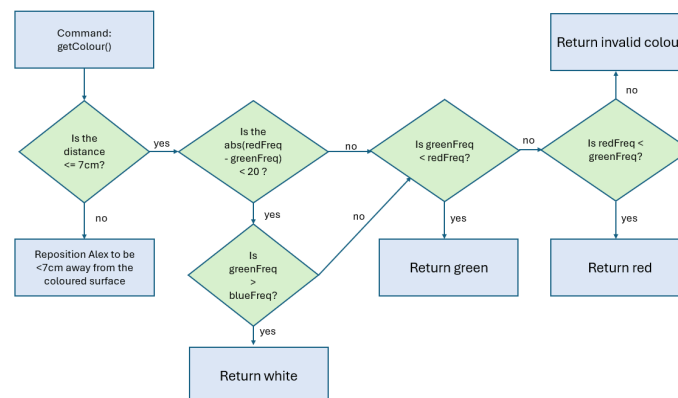 Command:
getColour()
Is the
distance
<= 7cm?
yes
no
Reposition Alex to be
<7cm away from the
coloured surface
Is the
abs(redFreq
- greenFreq)
< 20 ?
no
yes
Is
greenFreq
>
blueFreq?
no
yes
Return white
Is greenFreq
< redFreq?
no
yes
Return green
Is redFreq <
greenFreq?
no
Return invalid colou
yes
Return red